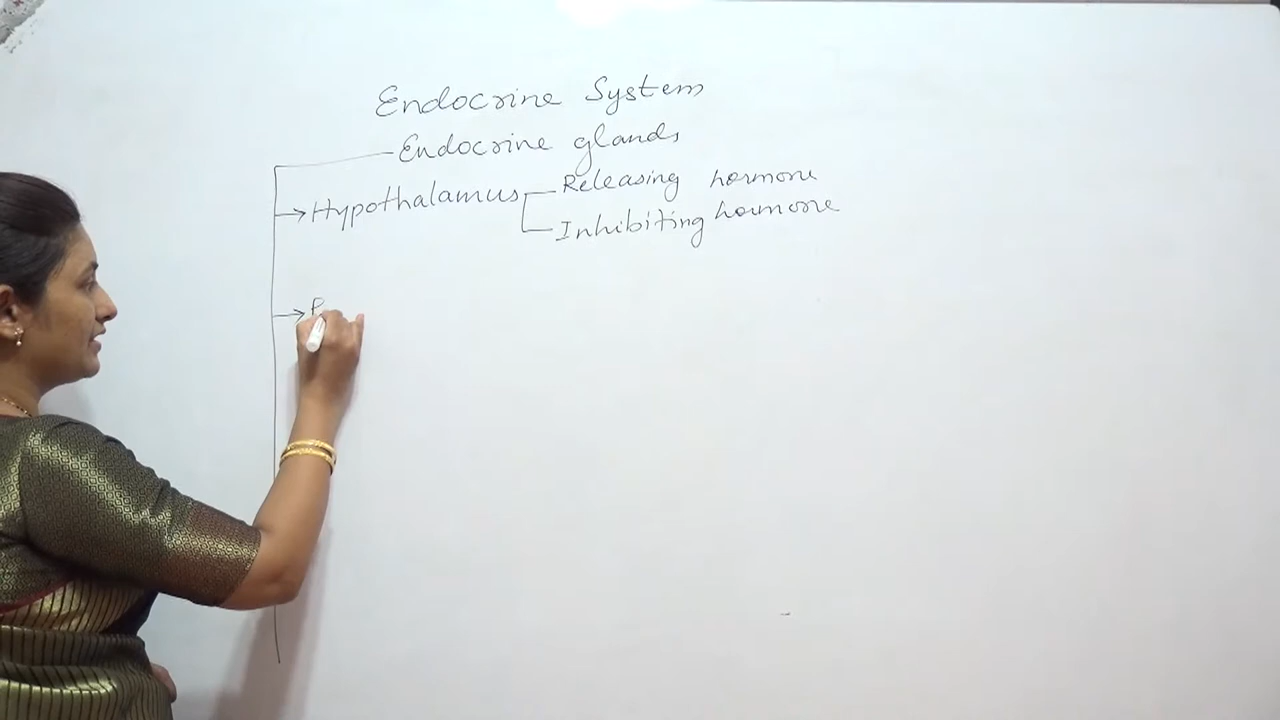 Endocrine System
Endocrine glands
Hypothalamus
Releasing hormone
Inhibiting hormone
P